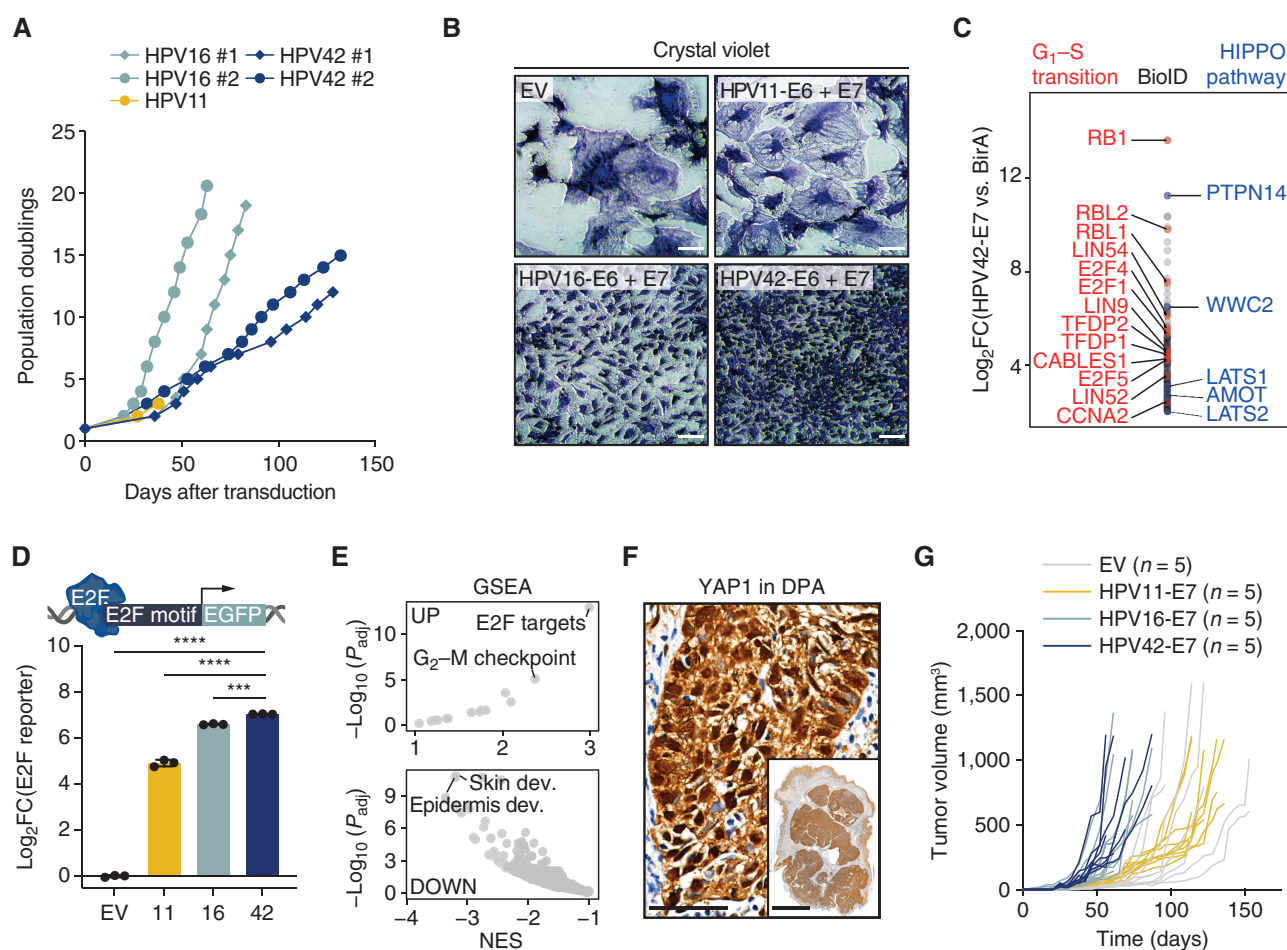 A
HPV16 #1
HPV42 #1
HPV16 #2
HPV42 #2
HPV11
Population doublings
25
20
15
10
5
0
0
50
100
150
Days after transduction
B
Crystal violet
EV
HPV11-E6 + E7
HPV16-E6 + E7
HPV42-E6 + E7
C
G1–S
transition
BioID
HIPPO
pathway
Log2FC(HPV42-E7 vs. BirA)
12
8
4
RB1
RBL2
RBL1
LIN54
E2F4
E2F1
LIN9
TFDP2
TFDP1
CABLES1
E2F5
LIN52
CCNA2
PTPN14
WWC2
LATS1
AMOT
LATS2
D
E2F
E2F motif
EGFP
****
****
***
Log2FC(E2F reporter)
10
8
6
4
2
0
EV
11
16
42
E
GSEA
UP
E2F targets
G2–M checkpoint
–Log10 (Padj)
10
5
0
1
2
3
Skin dev.
Epidermis dev.
DOWN
–Log10 (Padj)
9
6
3
0
–4
–3
–2
–1
NES
F
YAP1 in DPA
G
EV (n = 5)
HPV11-E7 (n = 5)
HPV16-E7 (n = 5)
HPV42-E7 (n = 5)
Tumor volume (mm3)
2,000
1,500
1,000
500
0
0
50
100
150
Time (days)